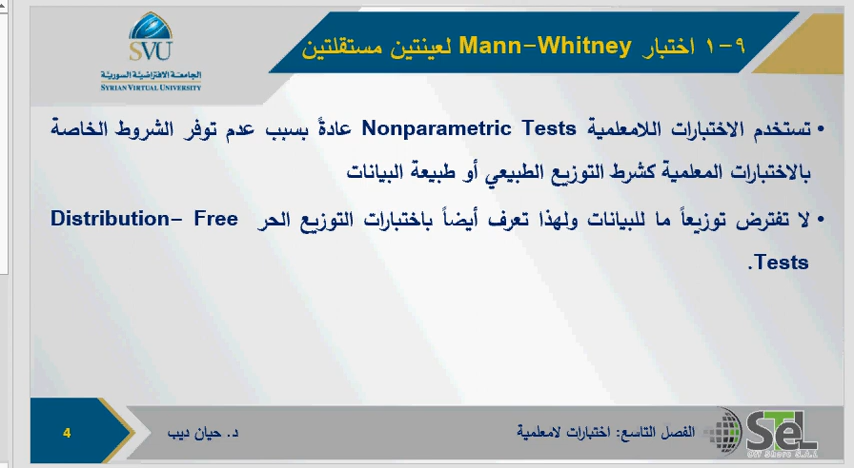 SVU
الجامعة الافتراضية السورية
SYRIAN VIRTUAL UNIVERSITY
٩-١ اختبار Mann-Whitney لعينتين مستقلتين
• تستخدم الاختبارات اللامعلمية Nonparametric Tests عادةً بسبب عدم توفر الشروط الخاصة
بالاختبارات المعلمية كشرط التوزيع الطبيعي أو طبيعة البيانات
• لا تفترض توزيعاً ما للبيانات ولهذا تعرف أيضاً باختبارات التوزيع الحر Distribution- Free
Tests.
SteL
Off Shore S.A.L
الفصل التاسع: اختبارات لامعلمية
د. حيان ديب
4